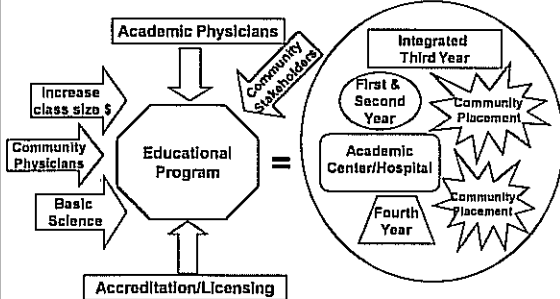 Academic Physicians
Community
Stakeholders
Increase
class size $
Community
Physicians
Basic
Science
Educational
Program
=
Accreditation/Licensing
Integrated
Third Year
First &
Second
Year
Community
Placement
Academic
Center/Hospital
Community
Placement
Fourth
Year